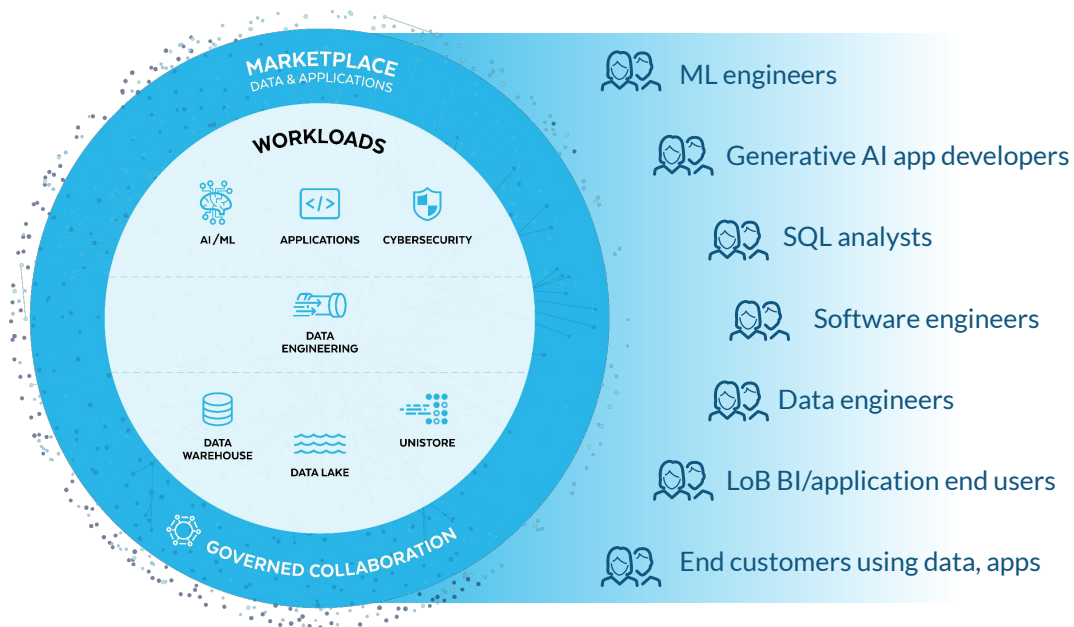 MARKETPLACE
DATA & APPLICATIONS
WORKLOADS
AI/ML
APPLICATIONS
CYBERSECURITY
DATA
ENGINEERING
DATA
WAREHOUSE
DATA LAKE
UNISTORE
GOVERNED COLLABORATION
ML engineers
Generative AI app developers
SQL analysts
Software engineers
Data engineers
LoB BI/application end users
End customers using data, apps